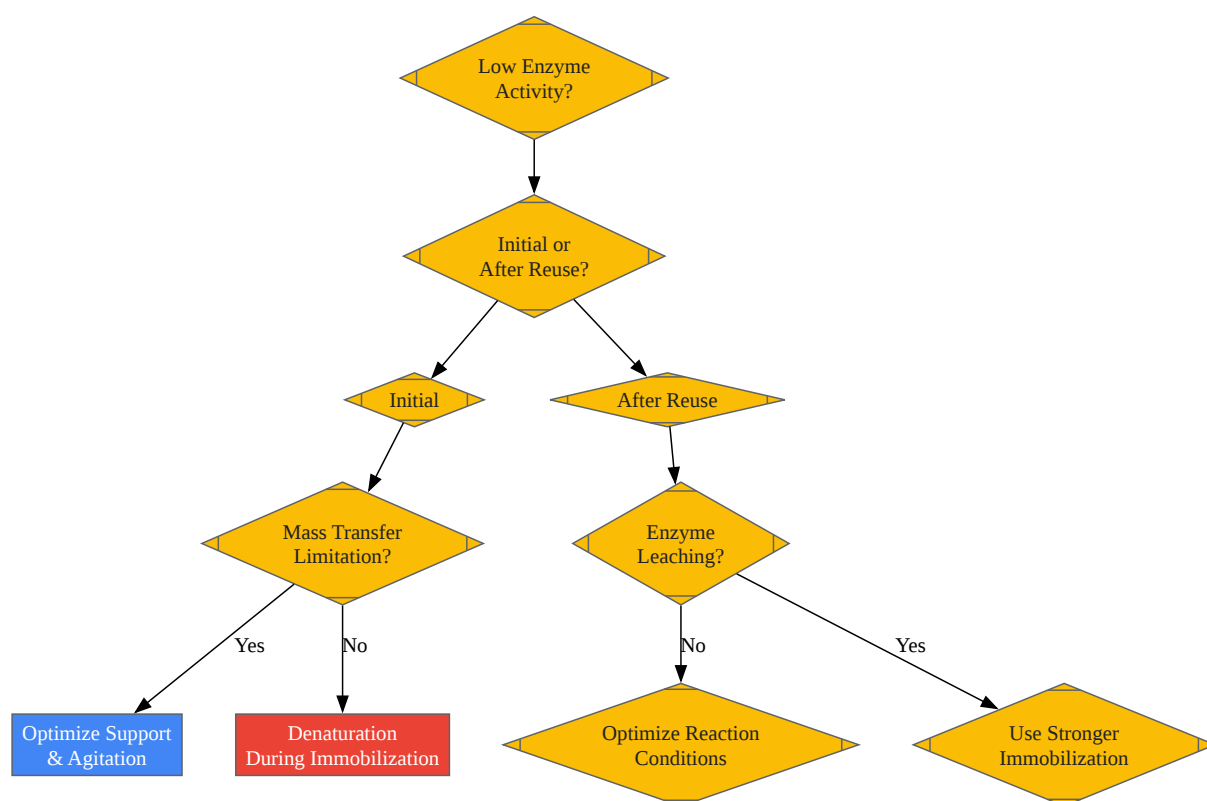 Low Enzyme
Activity?
Initial or
After Reuse?
Initial
After Reuse
Mass Transfer
Limitation?
Enzyme
Leaching?
Yes
No
No
Yes
Optimize Support
& Agitation
Denaturation
During Immobilization
Optimize Reaction
Conditions
Use Stronger
Immobilization